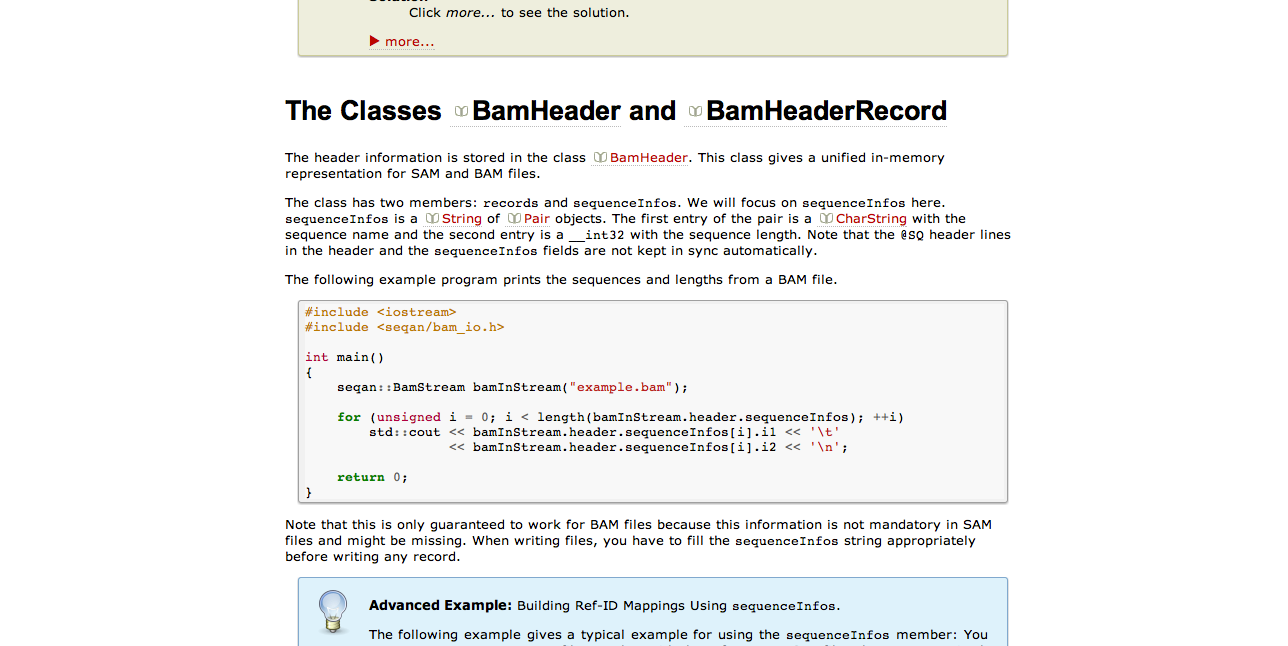 Click more... to see the solution.
more...
The Classes BamHeader and BamHeaderRecord
The header information is stored in the class BamHeader. This class gives a unified in-memory
representation for SAM and BAM files.
The class has two members: records and sequenceInfos. We will focus on sequenceInfos here.
sequenceInfos is a String of Pair objects. The first entry of the pair is a CharString with the
sequence name and the second entry is a __int32 with the sequence length. Note that the @SQ header lines
in the header and the sequenceInfos fields are not kept in sync automatically.
The following example program prints the sequences and lengths from a BAM file.
#include <iostream>
#include <seqan/bam_io.h>
int main()
{
    seqan::BamStream bamInStream("example.bam");
    for (unsigned i = 0; i < length(bamInStream.header.sequenceInfos); ++i)
        std::cout << bamInStream.header.sequenceInfos[i].i1 << '\t'
                  << bamInStream.header.sequenceInfos[i].i2 << '\n';
    return 0;
}
Note that this is only guaranteed to work for BAM files because this information is not mandatory in SAM
files and might be missing. When writing files, you have to fill the sequenceInfos string appropriately
before writing any record.
Advanced Example: Building Ref-ID Mappings Using sequenceInfos.
The following example gives a typical example for using the sequenceInfos member: You